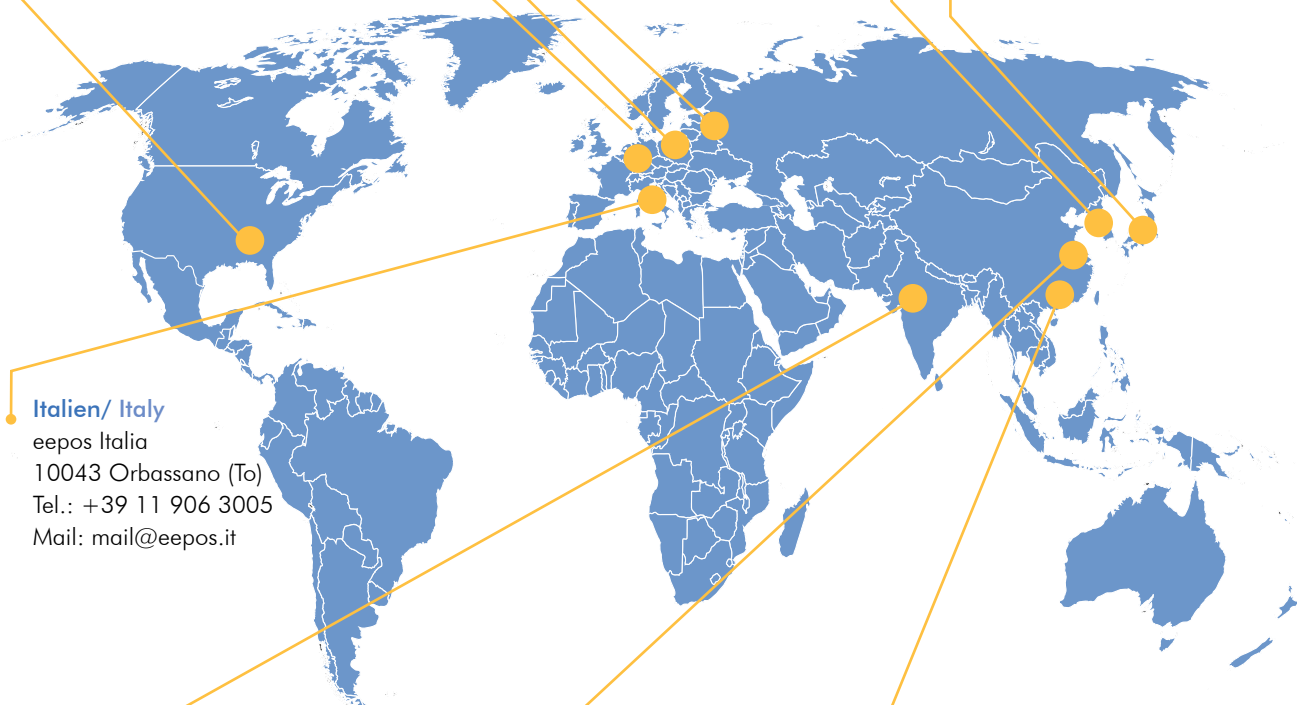 Italien/ Italy
eepos Italia
10043 Orbassano (To)
Tel.: +39 11 906 3005
Mail: mail@eepos.it